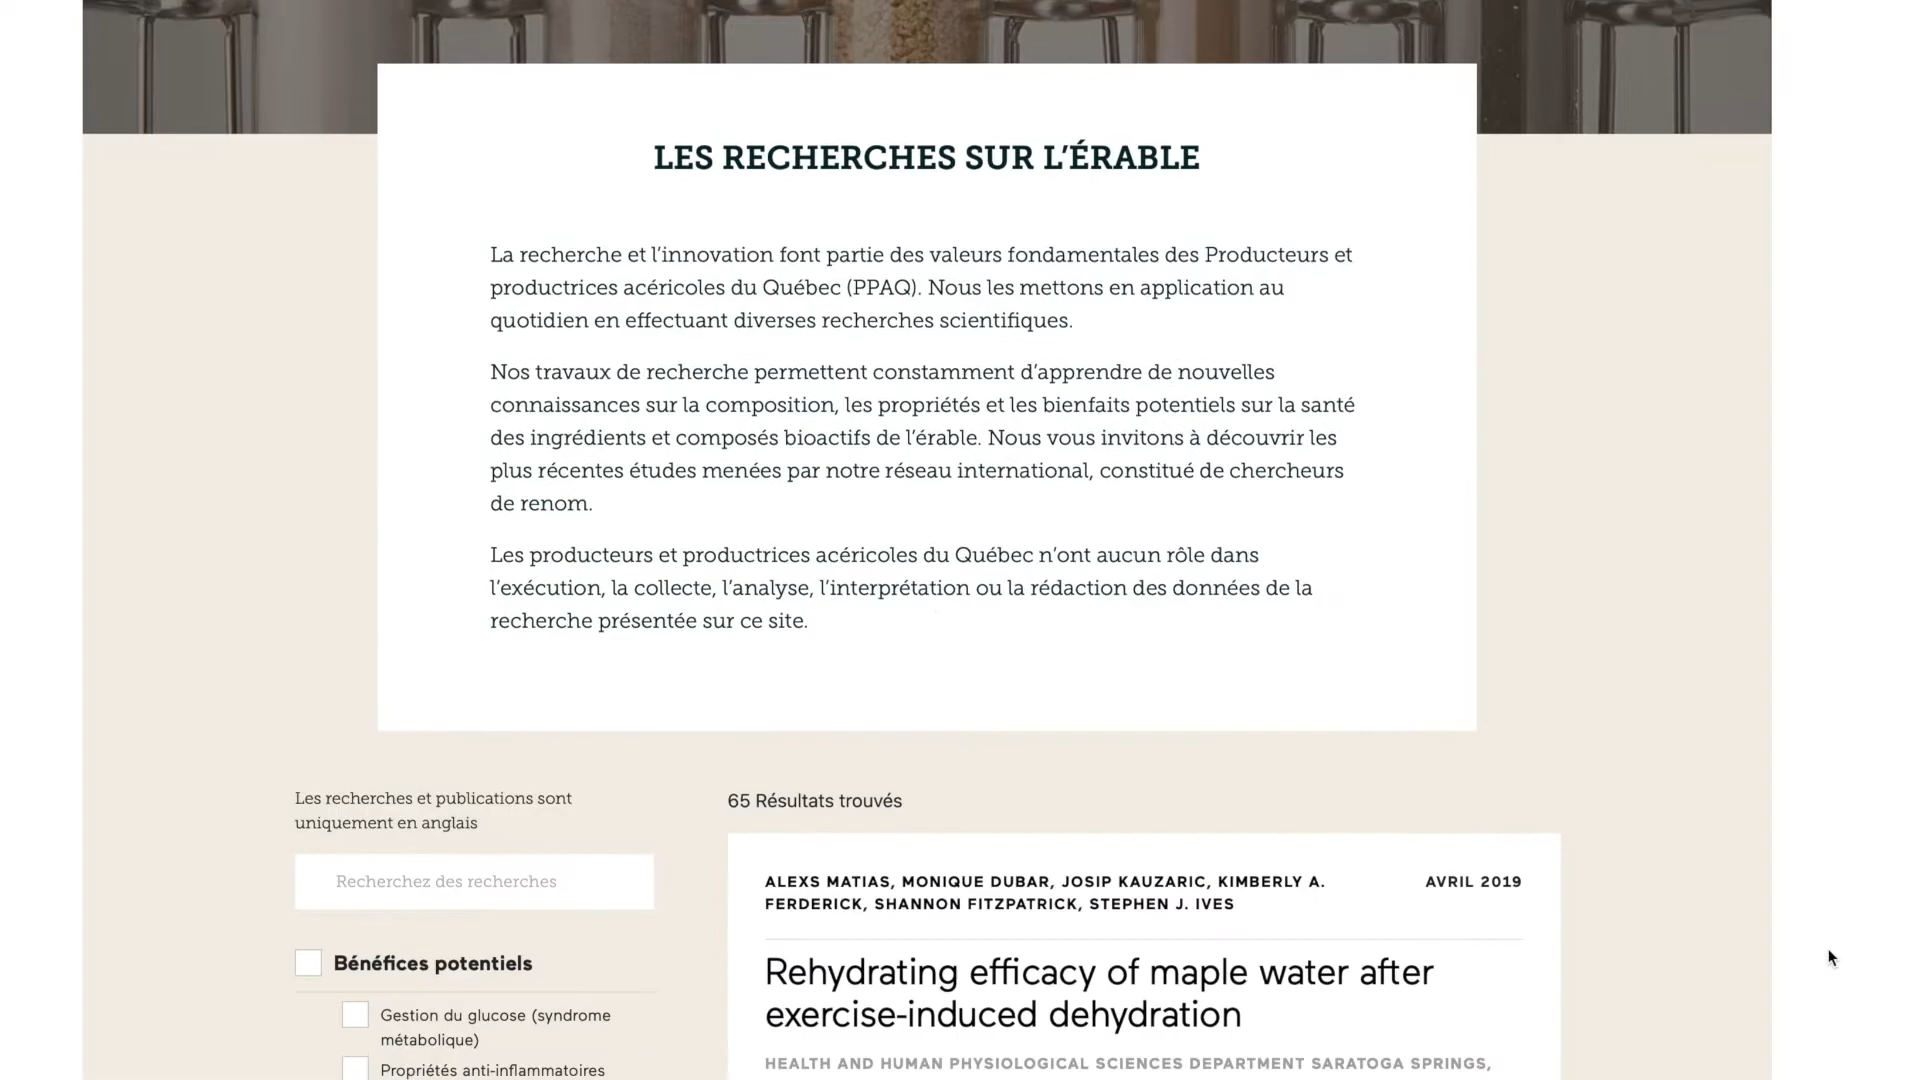 LES RECHERCHES SUR L'ÉRABLE
La recherche et l'innovation font partie des valeurs fondamentales des Producteurs et
productrices acéricoles du Québec (PPAQ). Nous les mettons en application au
quotidien en effectuant diverses recherches scientifiques.
Nos travaux de recherche permettent constamment d'apprendre de nouvelles
connaissances sur la composition, les propriétés et les bienfaits potentiels sur la santé
des ingrédients et composés bioactifs de l'érable. Nous vous invitons à découvrir les
plus récentes études menées par notre réseau international, constitué de chercheurs
de renom.
Les producteurs et productrices acéricoles du Québec n'ont aucun rôle dans
l'exécution, la collecte, l'analyse, l'interprétation ou la rédaction des données de la
recherche présentée sur ce site.
Les recherches et publications sont
uniquement en anglais
Recherchez des recherches
Bénéfices potentiels
Gestion du glucose (syndrome
métabolique)
Propriétés anti-inflammatoires
65 Résultats trouvés
ALEXS MATIAS, MONIQUE DUBAR, JOSIP KAUZARIC, KIMBERLY A.
FERDERICK, SHANNON FITZPATRICK, STEPHEN J. IVES
AVRIL 2019
Rehydrating efficacy of maple water after
exercise-induced dehydration
HEALTH AND HUMAN PHYSIOLOGICAL SCIENCES DEPARTMENT SARATOGA SPRINGS,